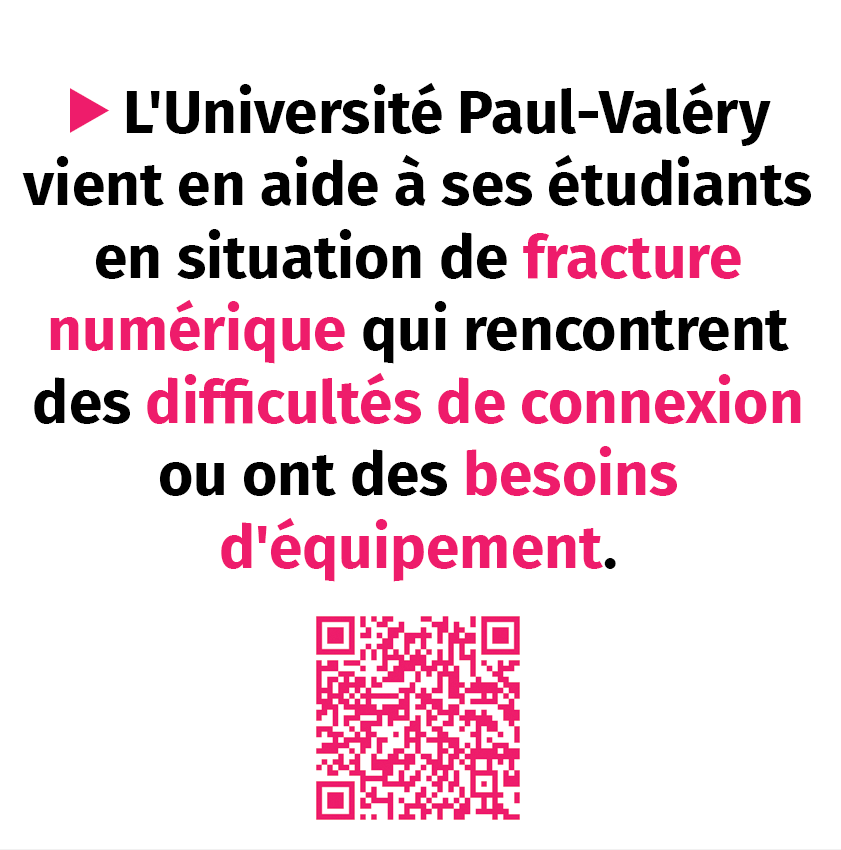 L'Université Paul-Valéry
vient en aide à ses étudiants
en situation de fracture
numérique qui rencontrent
des difficultés de connexion
ou ont des besoins
d'équipement.